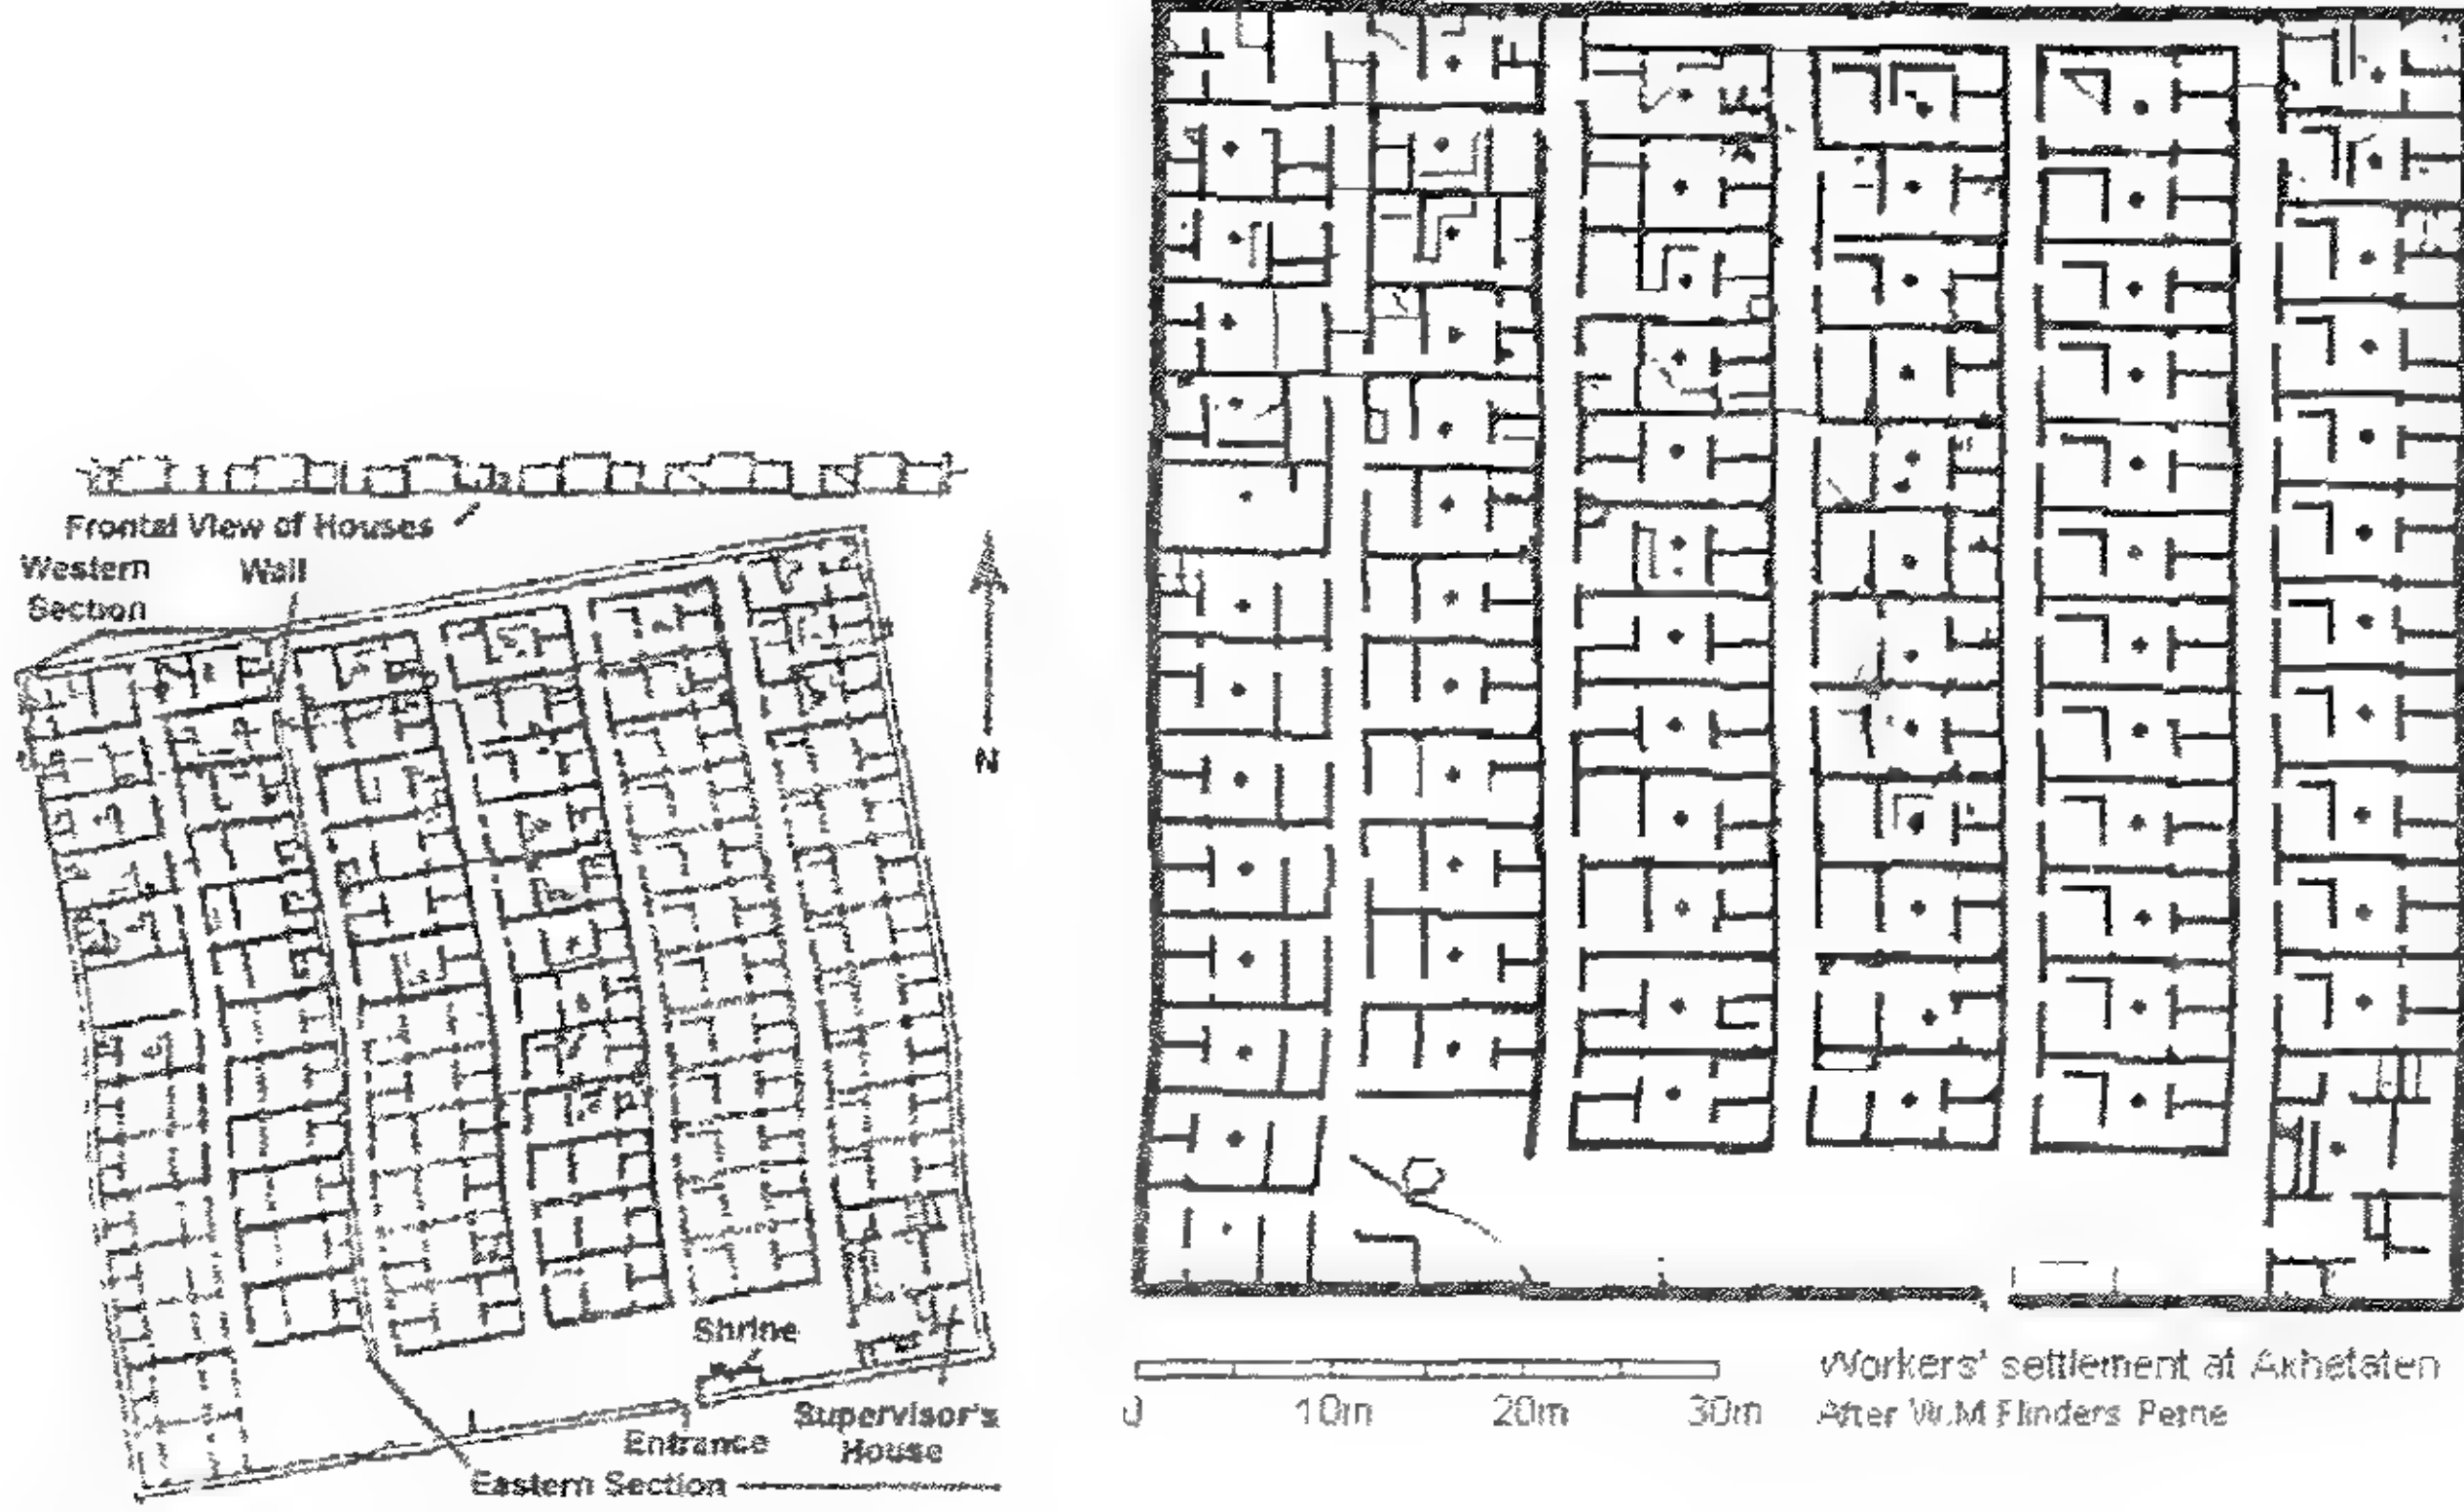 Frontal View of Houses
Western
Section
Wall
N
Shrine
Supervisor's
House
Entrance
Eastern Section
0 10m 20m 30m
Workers' settlement at Akhetaten
After W.M Flinders Petrie